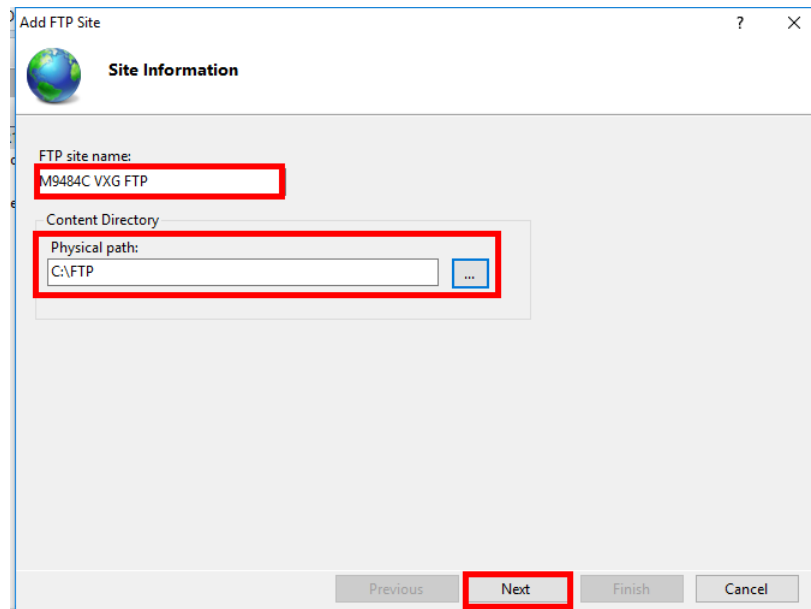 Add FTP Site
?
Site Information
FTP site name:
M9484C VXG FTP
Content Directory
Physical path:
C:\FTP
...
Previous
Next
Finish
Cancel